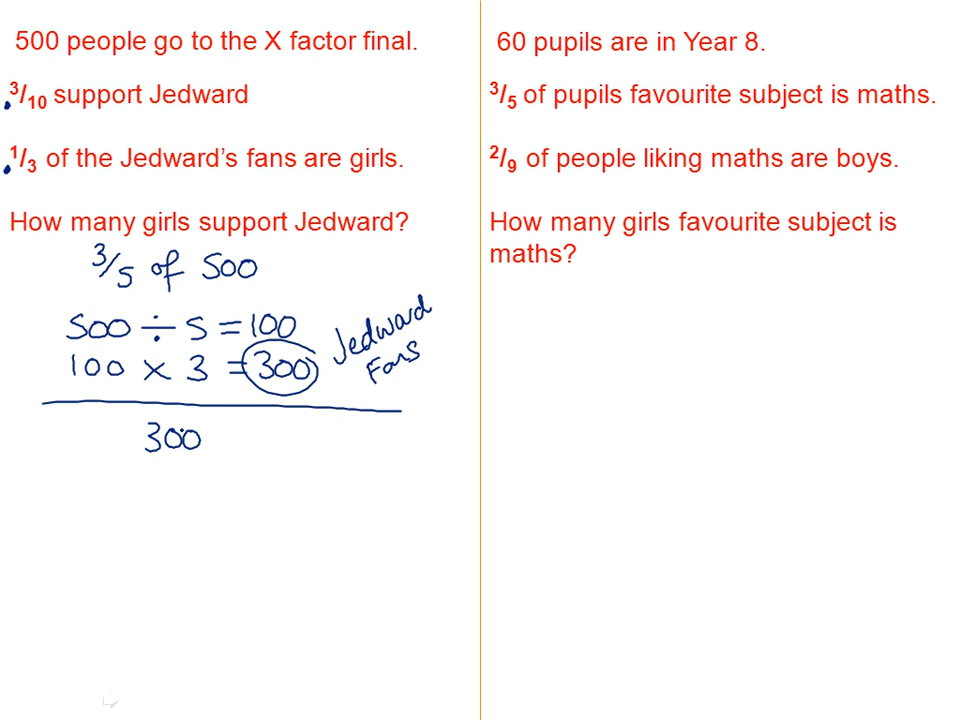 500 people go to the X factor final.
3/10 support Jedward
1/3 of the Jedward's fans are girls.
How many girls support Jedward?
3/5 of 500
500 ÷ 5 = 100
100 × 3 = 300
Jedward
Fans
300
60 pupils are in Year 8.
3/5 of pupils favourite subject is maths.
2/9 of people liking maths are boys.
How many girls favourite subject is
maths?